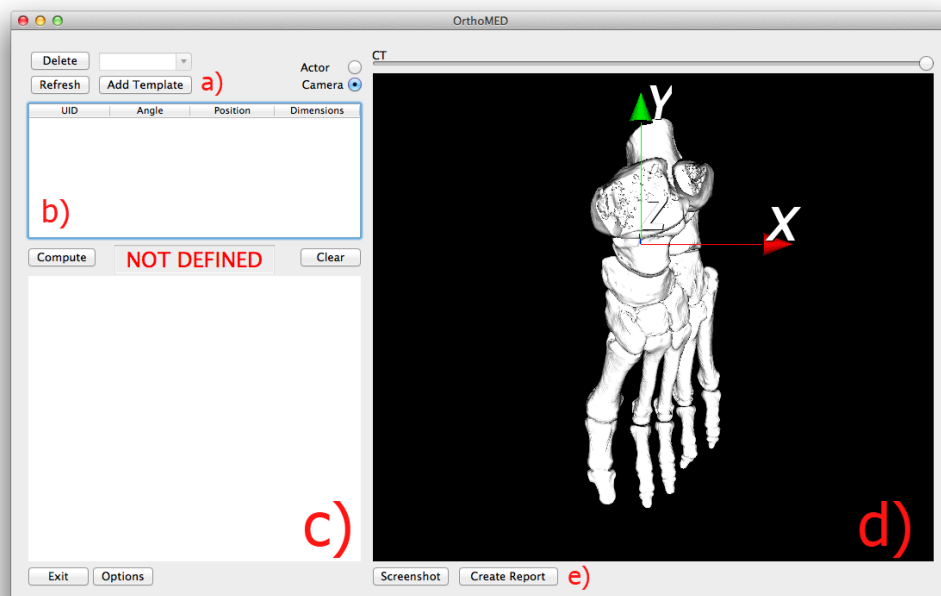 OrthoMED
Delete
CT
Actor
Refresh
Add Template
a)
Camera
UID
Angle
Position
Dimensions
Y
b)
Z
X
Compute
NOT DEFINED
Clear
c)
d)
Exit
Options
Screenshot
Create Report
e)